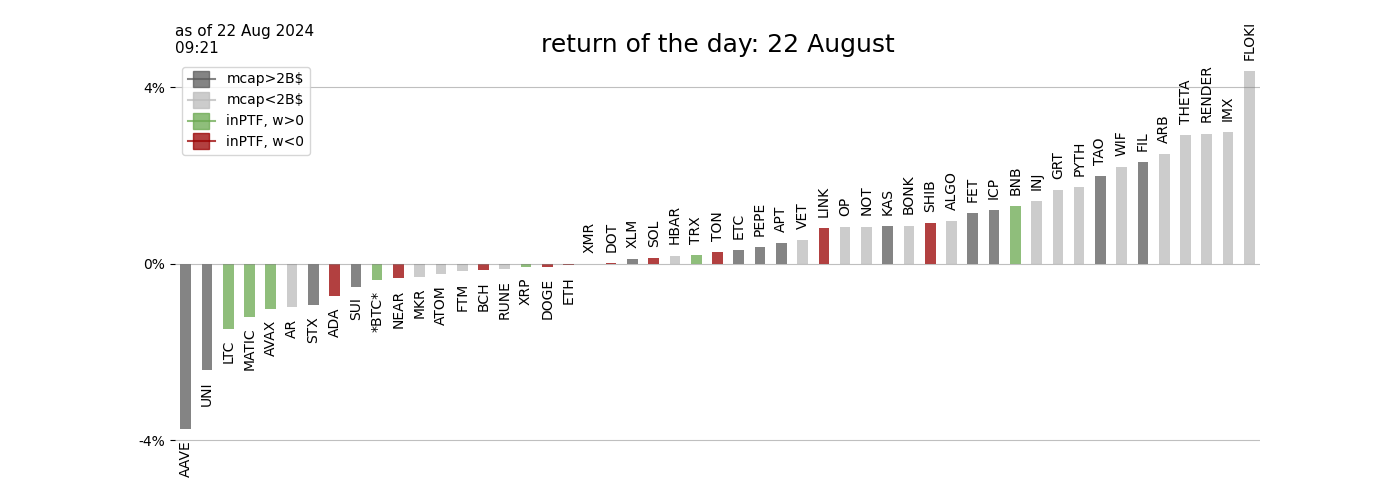 as of 22 Aug 2024
09:21
return of the day: 22 August
mcap>2B$
mcap<2B$
inPTF, w>0
inPTF, w<0
4%
0%
-4%
AAVE
UNI
LTC
MATIC
AVAX
AR
STX
ADA
SUI
*BTC*
NEAR
MKR
ATOM
FTM
BCH
RUNE
XRP
DOGE
ETH
XMR
DOT
XLM
SOL
HBAR
TRX
TON
ETC
PEPE
APT
VET
LINK
OP
NOT
KAS
BONK
SHIB
ALGO
FET
ICP
BNB
INJ
GRT
PYTH
TAO
WIF
FIL
ARB
THETA
RENDER
IMX
FLOKI